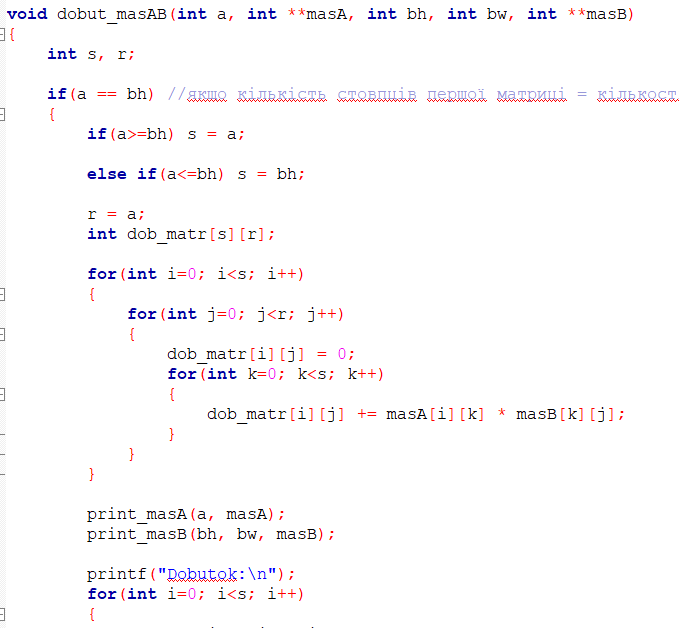 void dobut_masAB(int a, int **masA, int bh, int bw, int **masB)
{
int s, r;
if(a == bh) //якшо кількість стовпців першої матриці = кількост
{
if(a>=bh) s = a;
else if(a<=bh) s = bh;
r = a;
int dob_matr[s][r];
for(int i=0; i<s; i++)
{
for(int j=0; j<r; j++)
{
dob_matr[i][j] = 0;
for(int k=0; k<s; k++)
{
dob_matr[i][j] += masA[i][k] * masB[k][j];
}
}
}
print_masA(a, masA);
print_masB(bh, bw, masB);
printf("Dobutok:\n");
for(int i=0; i<s; i++)
{